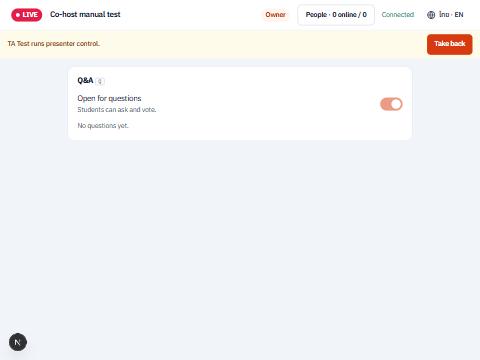 LIVE
Co-host manual test
Owner
People · 0 online / 0
Connected
ไทย · EN
TA Test runs presenter control.
Take back
Q&A
Open for questions
Students can ask and vote.
No questions yet.
N